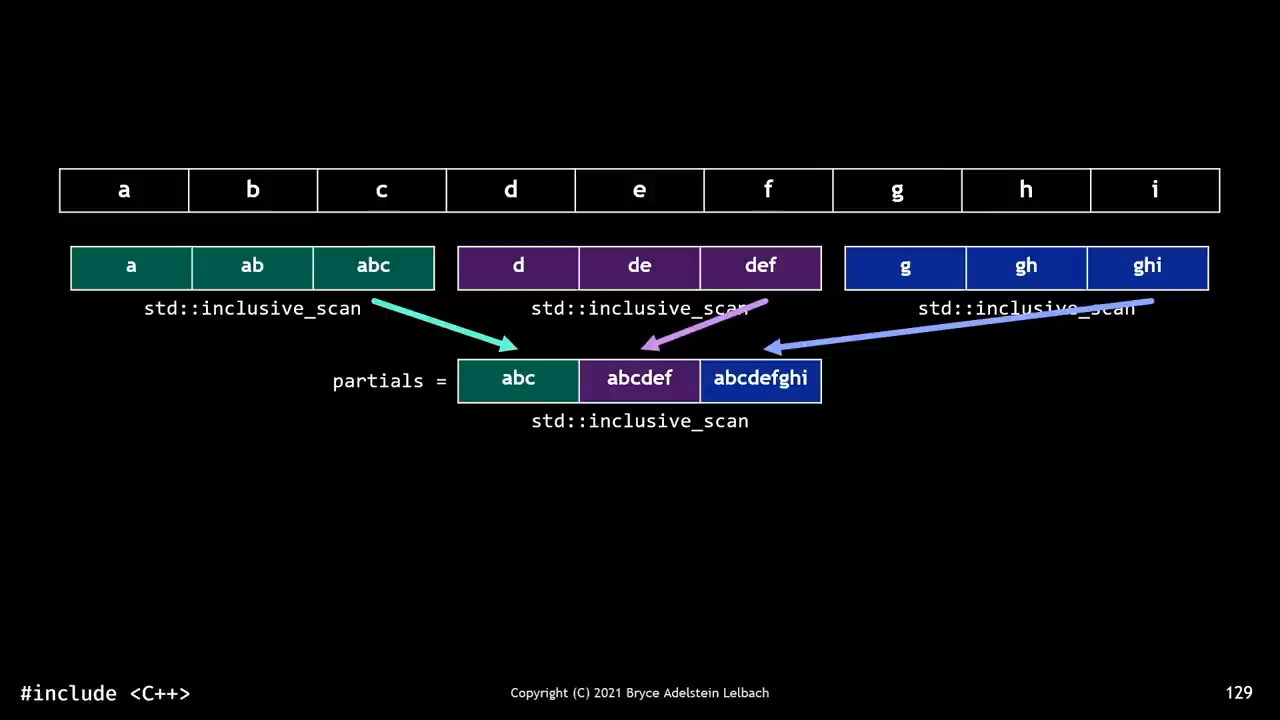 a b c d e f g h i
a ab abc d de def g gh ghi
std::inclusive_scan std::inclusive_scan std::inclusive_scan
partials = abc abcdef abcdefghi
std::inclusive_scan
#include <C++> Copyright (C) 2021 Bryce Adelstein Lelbach 129